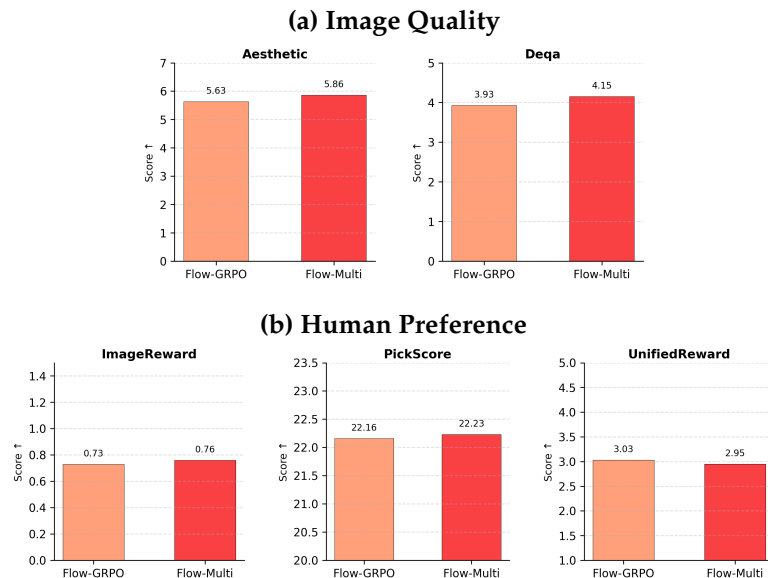 (a) Image Quality
Aesthetic
7
6
5
4
3
2
1
0
Score ↑
5.63
5.86
Flow-GRPO
Flow-Multi
Deqa
5
4
3
2
1
0
Score ↑
3.93
4.15
Flow-GRPO
Flow-Multi
(b) Human Preference
ImageReward
1.4
1.2
1.0
0.8
0.6
0.4
0.2
0.0
Score ↑
0.73
0.76
Flow-GRPO
Flow-Multi
PickScore
23.5
23.0
22.5
22.0
21.5
21.0
20.5
20.0
Score ↑
22.16
22.23
Flow-GRPO
Flow-Multi
UnifiedReward
5.0
4.5
4.0
3.5
3.0
2.5
2.0
1.5
1.0
Score ↑
3.03
2.95
Flow-GRPO
Flow-Multi